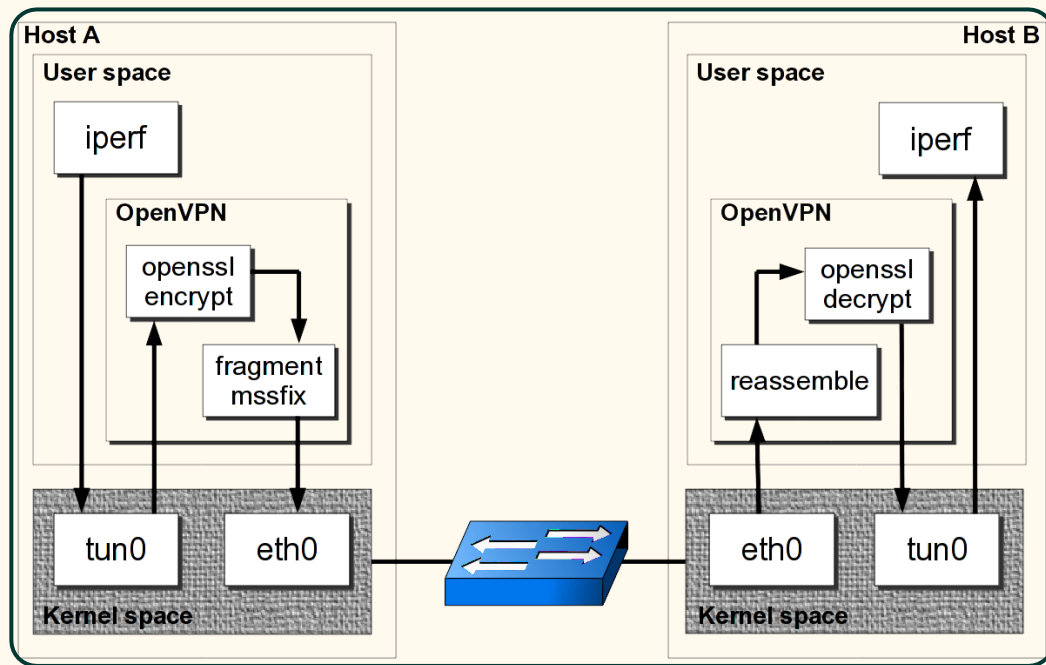 Host A
User space
iperf
OpenVPN
openssl
encrypt
fragment
mssfix
tun0
eth0
Kernel space
Host B
User space
iperf
OpenVPN
openssl
decrypt
reassemble
eth0
tun0
Kernel space